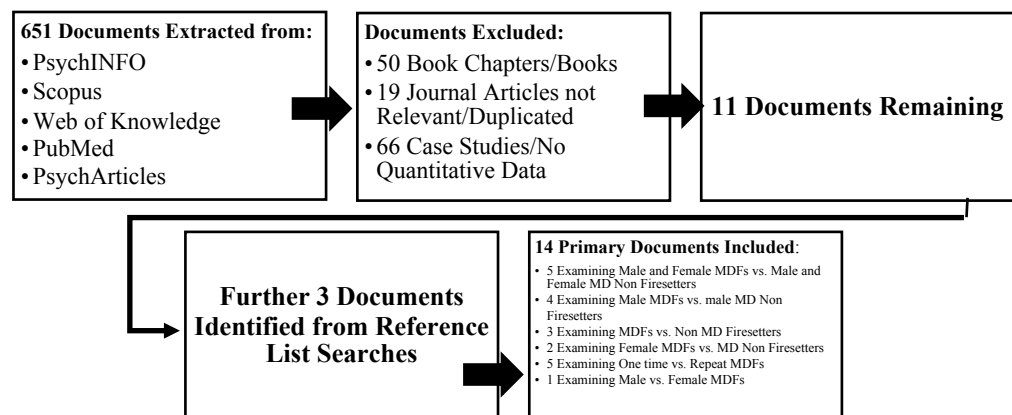 651 Documents Extracted from:
• PsychINFO
• Scopus
• Web of Knowledge
• PubMed
• PsychArticles
Documents Excluded:
• 50 Book Chapters/Books
• 19 Journal Articles not
Relevant/Duplicated
• 66 Case Studies/No
Quantitative Data
11 Documents Remaining
Further 3 Documents
Identified from Reference
List Searches
14 Primary Documents Included:
• 5 Examining Male and Female MDFs vs. Male and
Female MD Non Firesetters
• 4 Examining Male MDFs vs. male MD Non
Firesetters
• 3 Examining MDFs vs. Non MD Firesetters
• 2 Examining Female MDFs vs. MD Non Firesetters
• 5 Examining One time vs. Repeat MDFs
• 1 Examining Male vs. Female MDFs